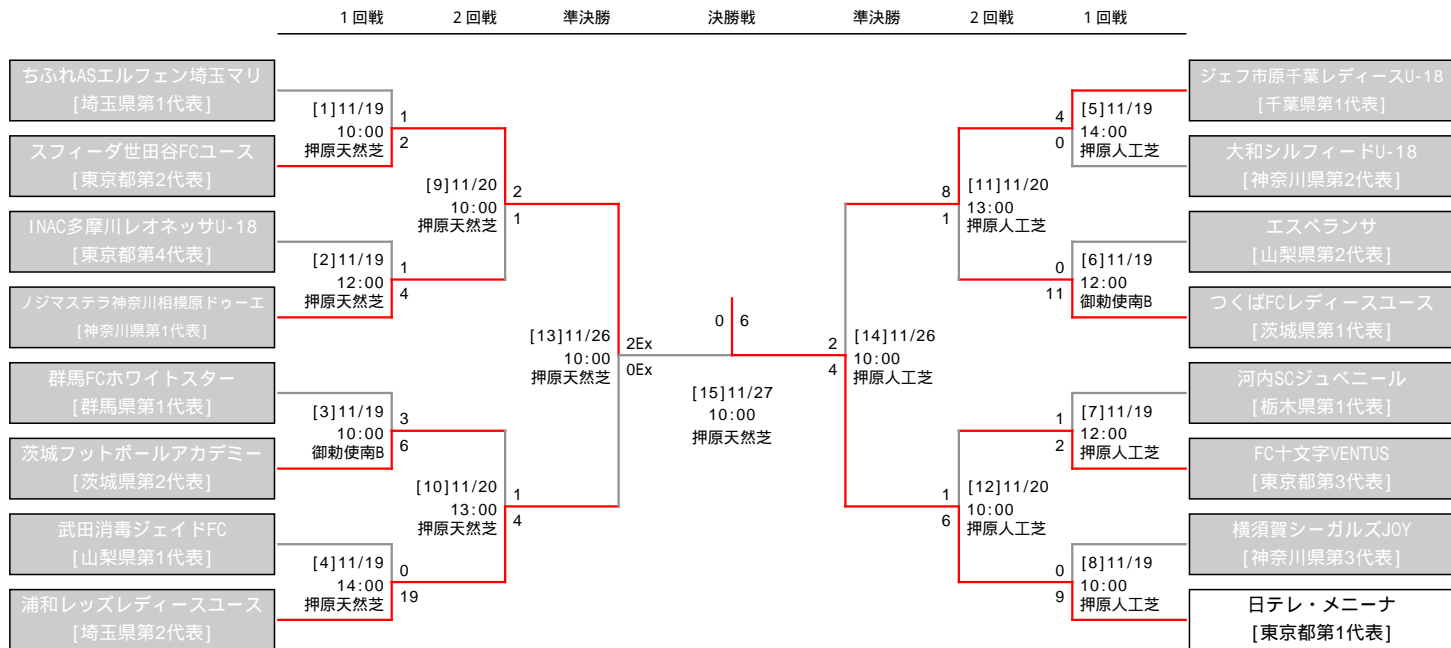 1回戦 2回戦 準決勝 決勝戦 準決勝 2回戦 1回戦
ちふれASエルフェン埼玉マリ
[埼玉県第1代表]
スフィーダ世田谷FCユース
[東京都第2代表]
INAC多摩川レオネッサU-18
[東京都第4代表]
ノジマステラ神奈川相模原ドゥーエ
[神奈川県第1代表]
群馬FCホワイトスター
[群馬県第1代表]
茨城フットボールアカデミー
[茨城県第2代表]
武田消毒ジェイドFC
[山梨県第1代表]
浦和レッズレディースユース
[埼玉県第2代表]
[1]11/19
10:00
押原天然芝
1
2
[2]11/19
12:00
押原天然芝
1
4
[3]11/19
10:00
御勅使南B
3
6
[4]11/19
14:00
押原天然芝
0
19
[9]11/20
10:00
押原天然芝
2
1
[10]11/20
13:00
押原天然芝
1
4
[13]11/26
10:00
押原天然芝
2Ex
0Ex
0 6
[15]11/27
10:00
押原天然芝
2
4
[14]11/26
10:00
押原人工芝
8
1
[11]11/20
13:00
押原人工芝
1
6
[12]11/20
10:00
押原人工芝
4
0
[5]11/19
14:00
押原人工芝
0
11
[6]11/19
12:00
御勅使南B
1
2
[7]11/19
12:00
押原人工芝
0
9
[8]11/19
10:00
押原人工芝
ジェフ市原千葉レディースU-18
[千葉県第1代表]
大和シルフィードU-18
[神奈川県第2代表]
エスペランサ
[山梨県第2代表]
つくばFCレディースユース
[茨城県第1代表]
河内SCジュベニール
[栃木県第1代表]
FC十文字VENTUS
[東京都第3代表]
横須賀シーガルズJOY
[神奈川県第3代表]
日テレ・メニーナ
[東京都第1代表]